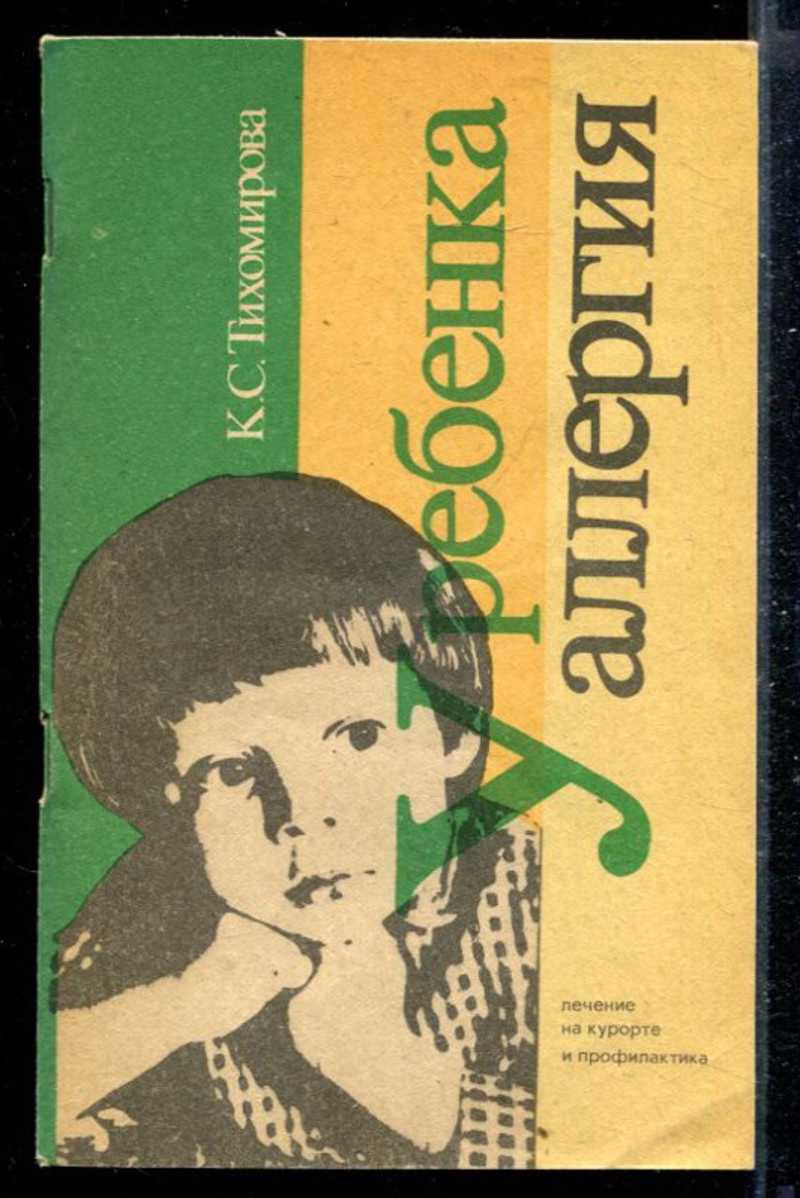 К.С.Тихомирова
У ребенка
аллергия
лечение
на курорте
и профилактика